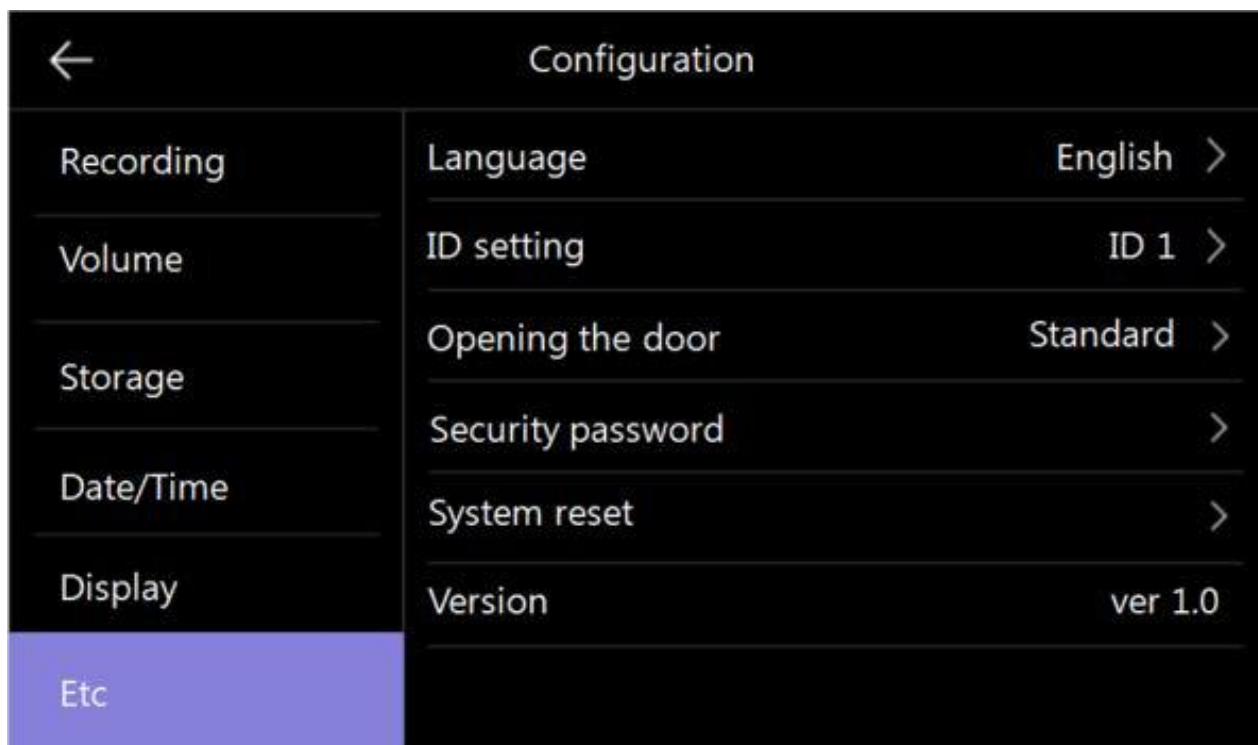 Configuration
Recording
Volume
Storage
Date/Time
Display
Etc
Language English
ID setting ID 1
Opening the door Standard
Security password
System reset
Version ver 1.0